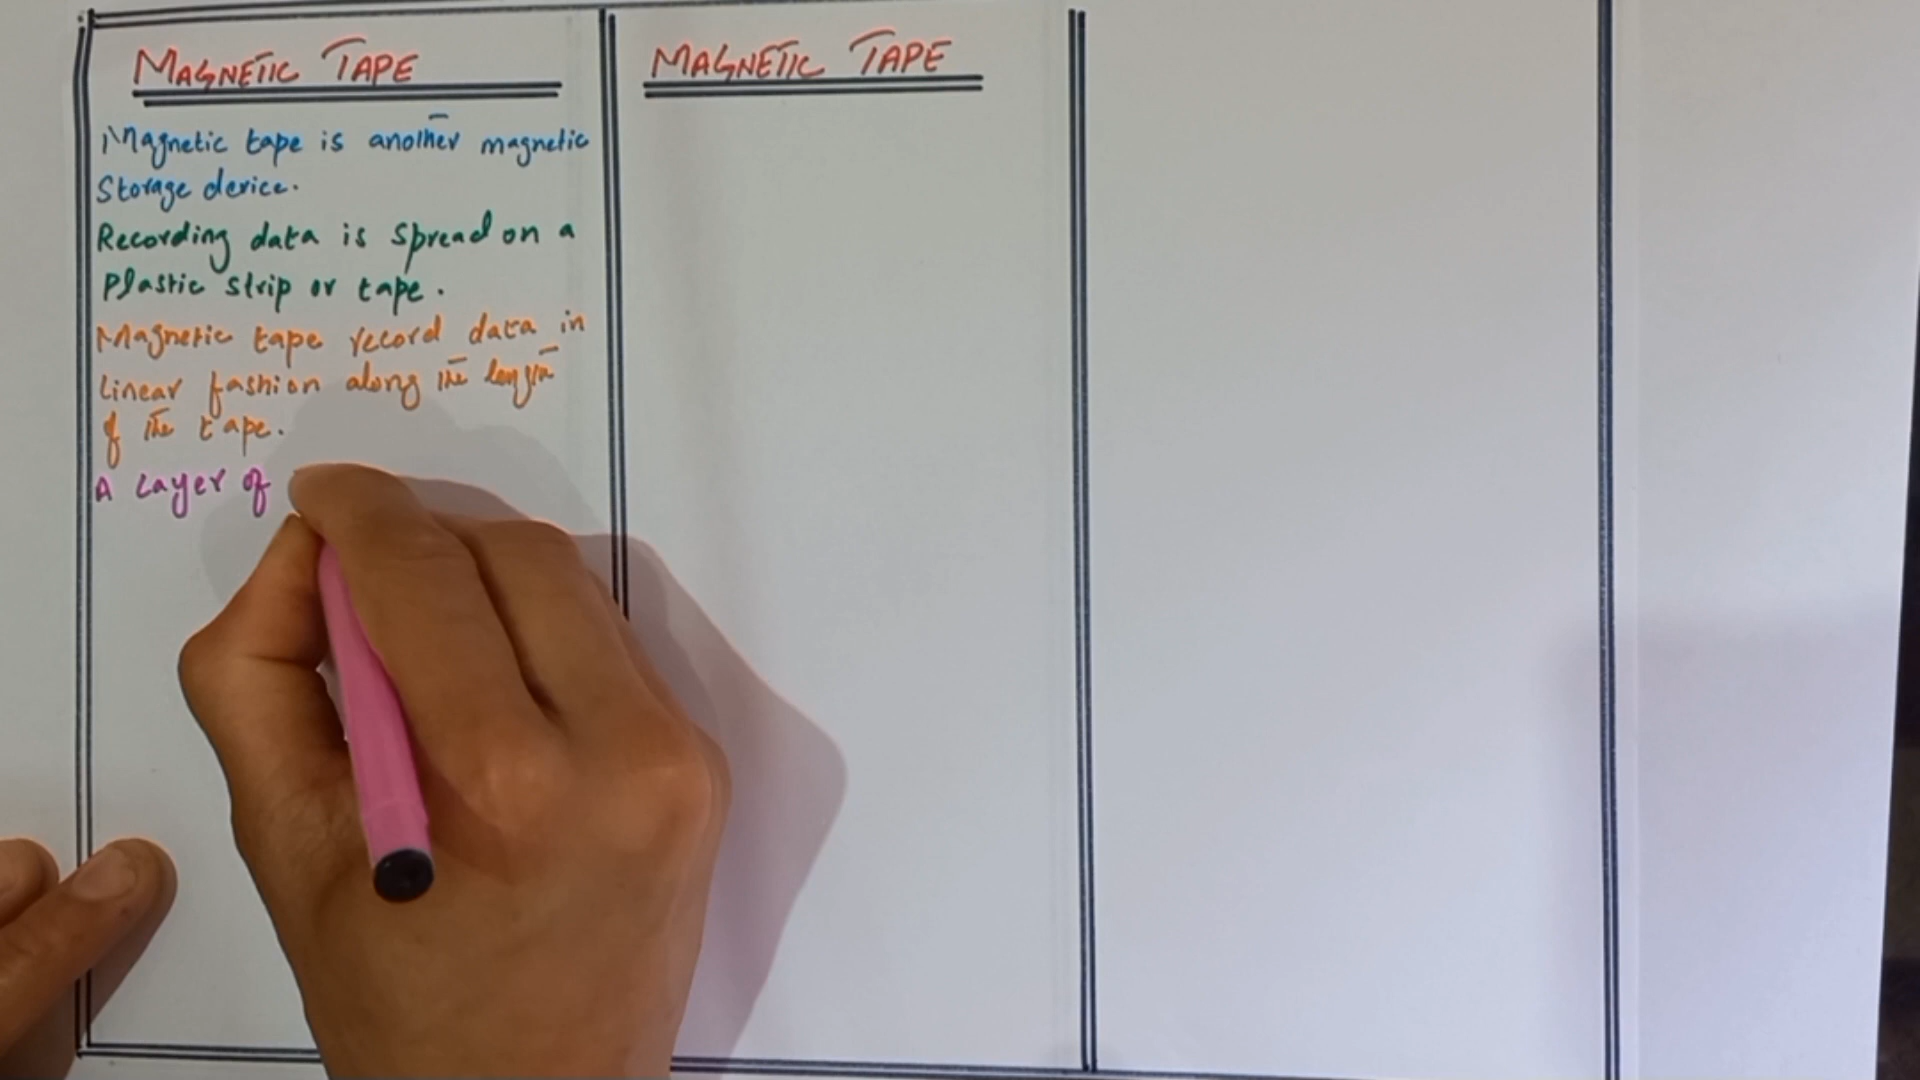 MAGNETIC TAPE
Magnetic tape is another magnetic
Storage device.
Recording data is spread on a
Plastic strip or tape.
Magnetic tape record data in
linear fashion along the length
of the tape.
A Layer of
MAGNETIC TAPE